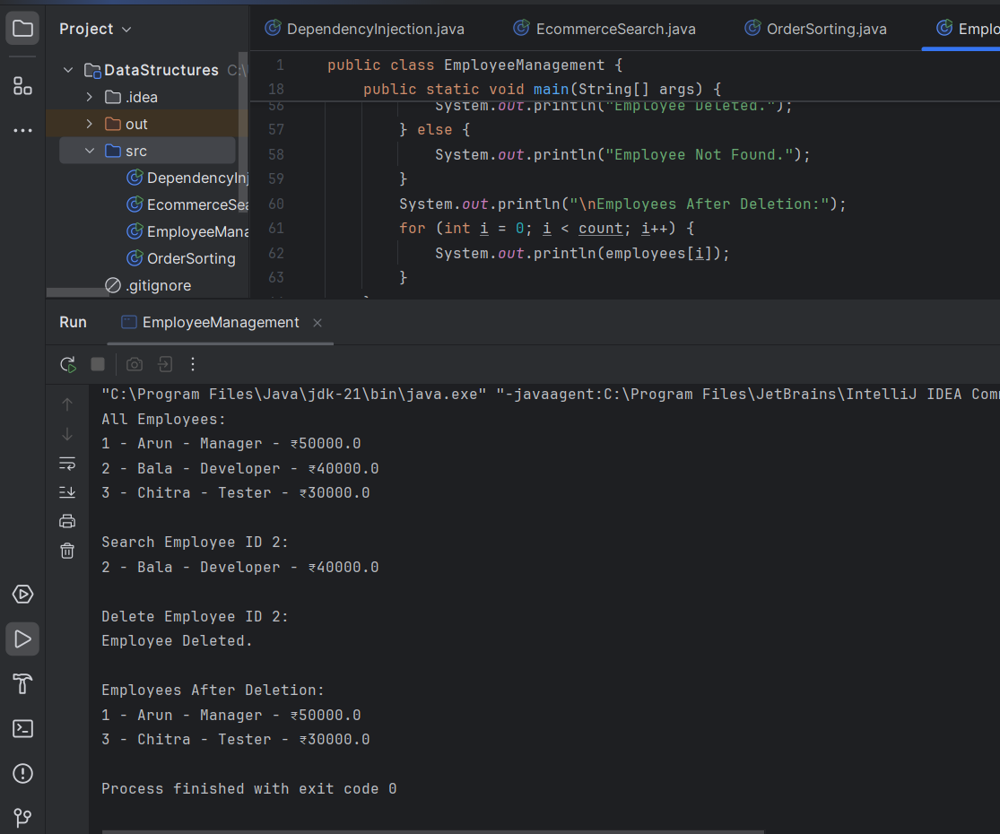 Project
DependencyInjection.java
EcommerceSearch.java
OrderSorting.java
Emplo
DataStructures C:\
.idea
out
src
DependencyInj
EcommerceSea
EmployeeMana
OrderSorting
.gitignore
1 public class EmployeeManagement {
18 public static void main(String[] args) {
56 System.out.println("Employee Deleted.");
57 } else {
58 System.out.println("Employee Not Found.");
59 }
60 System.out.println("\nEmployees After Deletion:");
61 for (int i = 0; i < count; i++) {
62 System.out.println(employees[i]);
63 }
Run
EmployeeManagement
"C:\Program Files\Java\jdk-21\bin\java.exe" "-javaagent:C:\Program Files\JetBrains\IntelliJ IDEA Com
All Employees:
1 - Arun - Manager - ₹50000.0
2 - Bala - Developer - ₹40000.0
3 - Chitra - Tester - ₹30000.0
Search Employee ID 2:
2 - Bala - Developer - ₹40000.0
Delete Employee ID 2:
Employee Deleted.
Employees After Deletion:
1 - Arun - Manager - ₹50000.0
3 - Chitra - Tester - ₹30000.0
Process finished with exit code 0